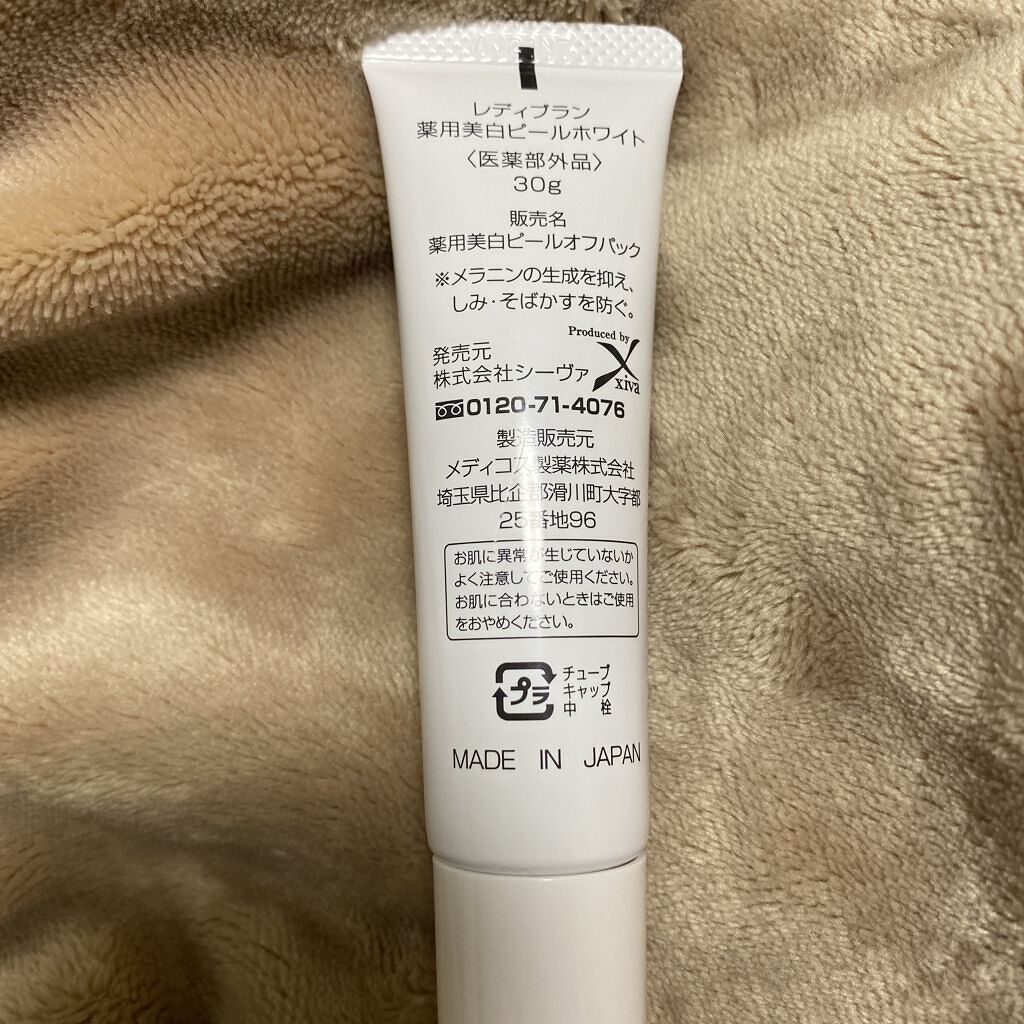 レディブラン
薬用美白ピールホワイト
〈医薬部外品〉
30g
販売名
薬用美白ピールオフパック
※メラニンの生成を抑え、
しみ・そばかすを防ぐ。
Produced by
xiva
発売元
株式会社シーヴァ
0120-71-4076
製造販売元
メディコス製薬株式会社
埼玉県比企郡滑川町大字都
25番地96
お肌に異常が生じていないか
よく注意してご使用ください。
お肌に合わないときはご使用
をおやめください。
プラ
チューブ
キャップ
中 栓
MADE IN JAPAN